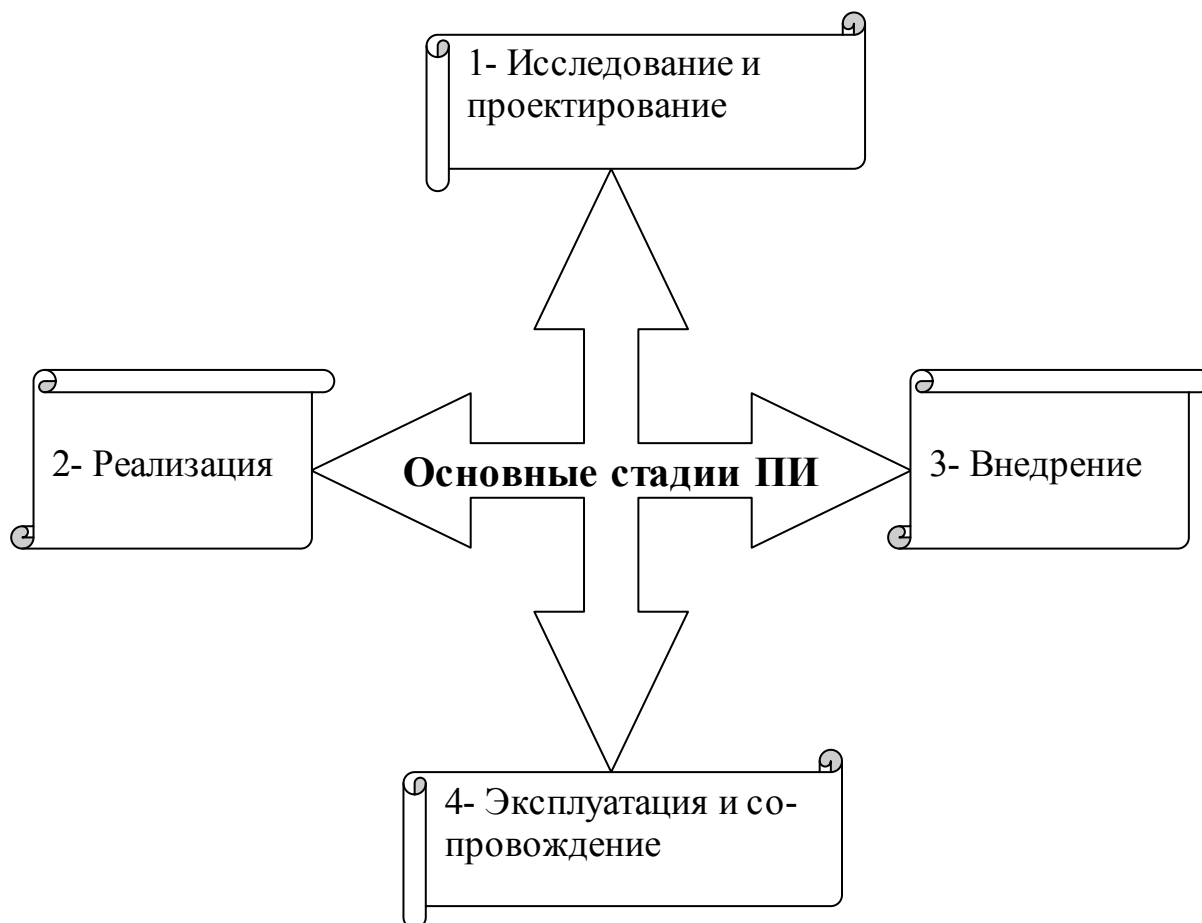 1- Исследование и
проектирование
2- Реализация
Основные стадии ПИ
3- Внедрение
4- Эксплуатация и со-
провождение